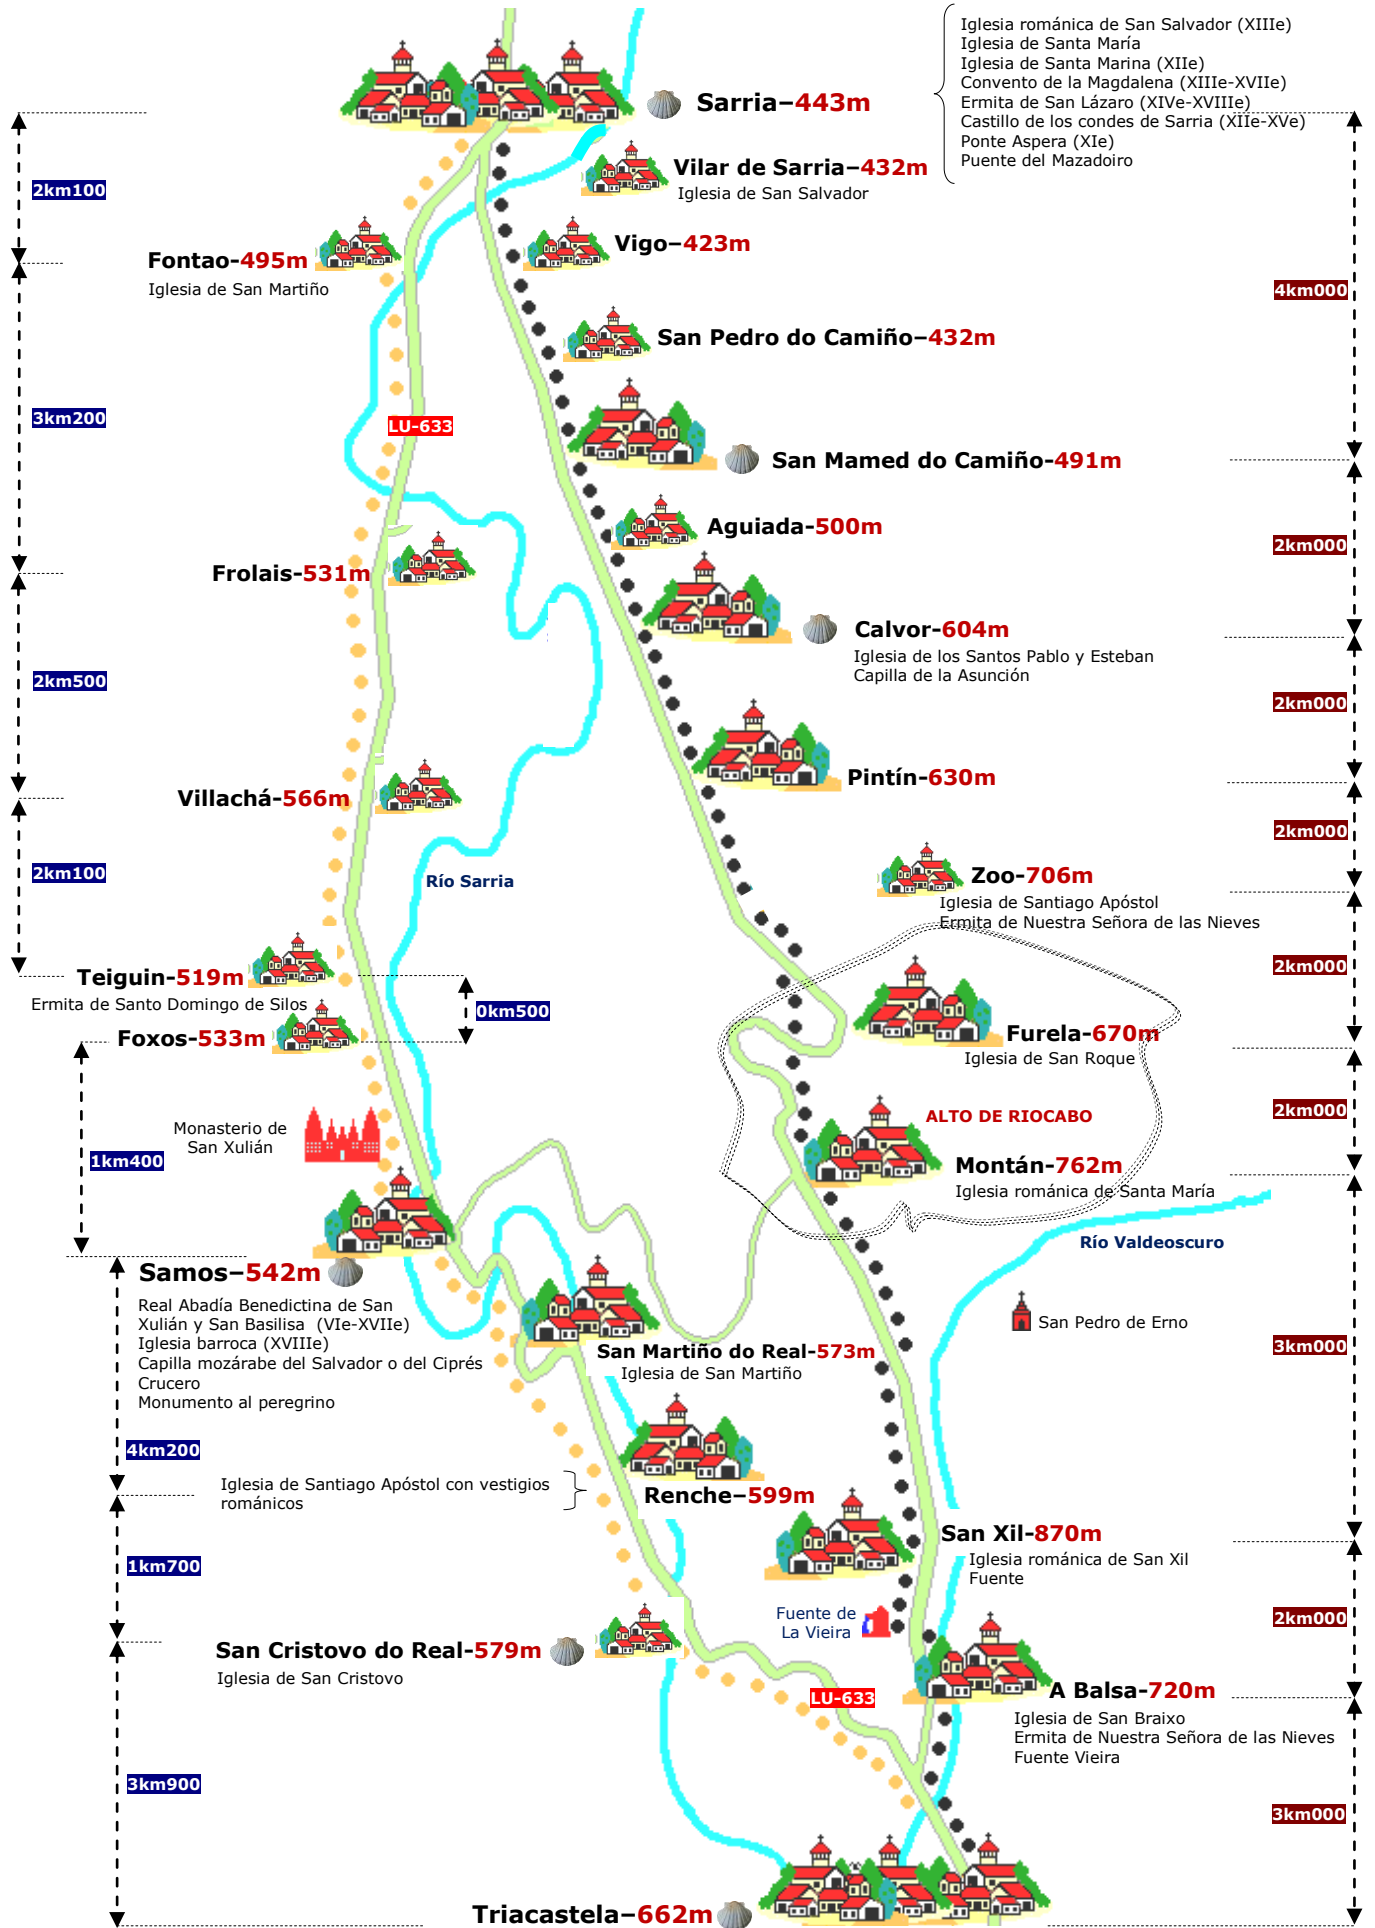 Iglesia románica de San Salvador (XIIIe)
Iglesia de Santa María
Iglesia de Santa Marina (XIIe)
Convento de la Magdalena (XIIIe-XVIIe)
Ermita de San Lázaro (XIVe-XVIIIe)
Castillo de los condes de Sarria (XIIe-XVe)
Ponte Aspera (XIe)
Puente del Mazadoiro
Sarria–443m
Vilar de Sarria–432m
Iglesia de San Salvador
2km100
Vigo–423m
Fontao-495m
Iglesia de San Martiño
4km000
San Pedro do Camiño–432m
3km200
LU-633
San Mamed do Camiño-491m
Aguiada-500m
2km000
Frolais-531m
Calvor-604m
Iglesia de los Santos Pablo y Esteban
Capilla de la Asunción
2km500
2km000
Pintín-630m
Villachá-566m
2km000
2km100
Río Sarria
Zoo-706m
Iglesia de Santiago Apóstol
Ermita de Nuestra Señora de las Nieves
2km000
Teiguin-519m
Ermita de Santo Domingo de Silos
0km500
Foxos-533m
Furela-670m
Iglesia de San Roque
2km000
ALTO DE RIOCABO
Monasterio de
San Xulián
1km400
Montán-762m
Iglesia románica de Santa María
Río Valdeoscuro
Samos–542m
Real Abadía Benedictina de San
Xulián y San Basilisa (VIe-XVIIe)
Iglesia barroca (XVIIIe)
Capilla mozárabe del Salvador o del Ciprés
Crucero
Monumento al peregrino
San Pedro de Erno
San Martiño do Real-573m
Iglesia de San Martiño
3km000
4km200
Iglesia de Santiago Apóstol con vestigios
románicos
Renche–599m
San Xil-870m
Iglesia románica de San Xil
Fuente
1km700
Fuente de
La Vieira
2km000
San Cristovo do Real-579m
Iglesia de San Cristovo
LU-633
A Balsa-720m
Iglesia de San Braixo
Ermita de Nuestra Señora de las Nieves
Fuente Vieira
3km900
3km000
Triacastela–662m